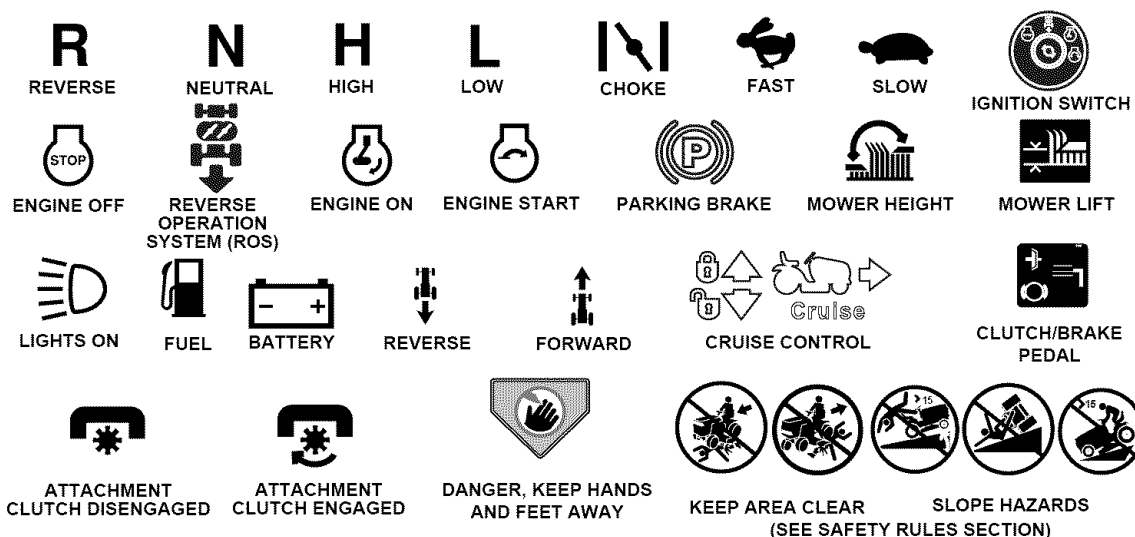 R N H L
REVERSE NEUTRAL HIGH LOW CHOKE FAST SLOW IGNITION SWITCH
STOP P
ENGINE OFF REVERSE ENGINE ON ENGINE START PARKING BRAKE MOWER HEIGHT MOWER LIFT
OPERATION
SYSTEM (ROS)
Cruise
LIGHTS ON FUEL BATTERY REVERSE FORWARD CRUISE CONTROL CLUTCH/BRAKE
PEDAL
15 15
ATTACHMENT ATTACHMENT DANGER, KEEP HANDS KEEP AREA CLEAR SLOPE HAZARDS
CLUTCH DISENGAGED CLUTCH ENGAGED AND FEET AWAY (SEE SAFETY RULES SECTION)